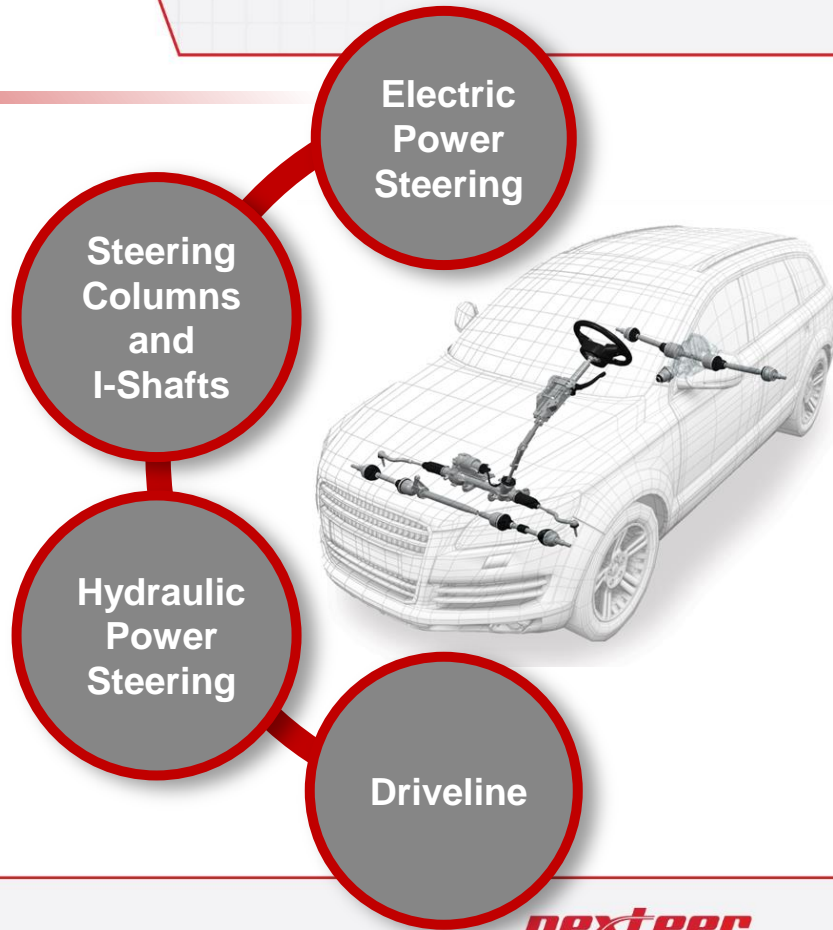 Electric
Power
Steering
Steering
Columns
and
I-Shafts
Hydraulic
Power
Steering
Driveline
nexteer